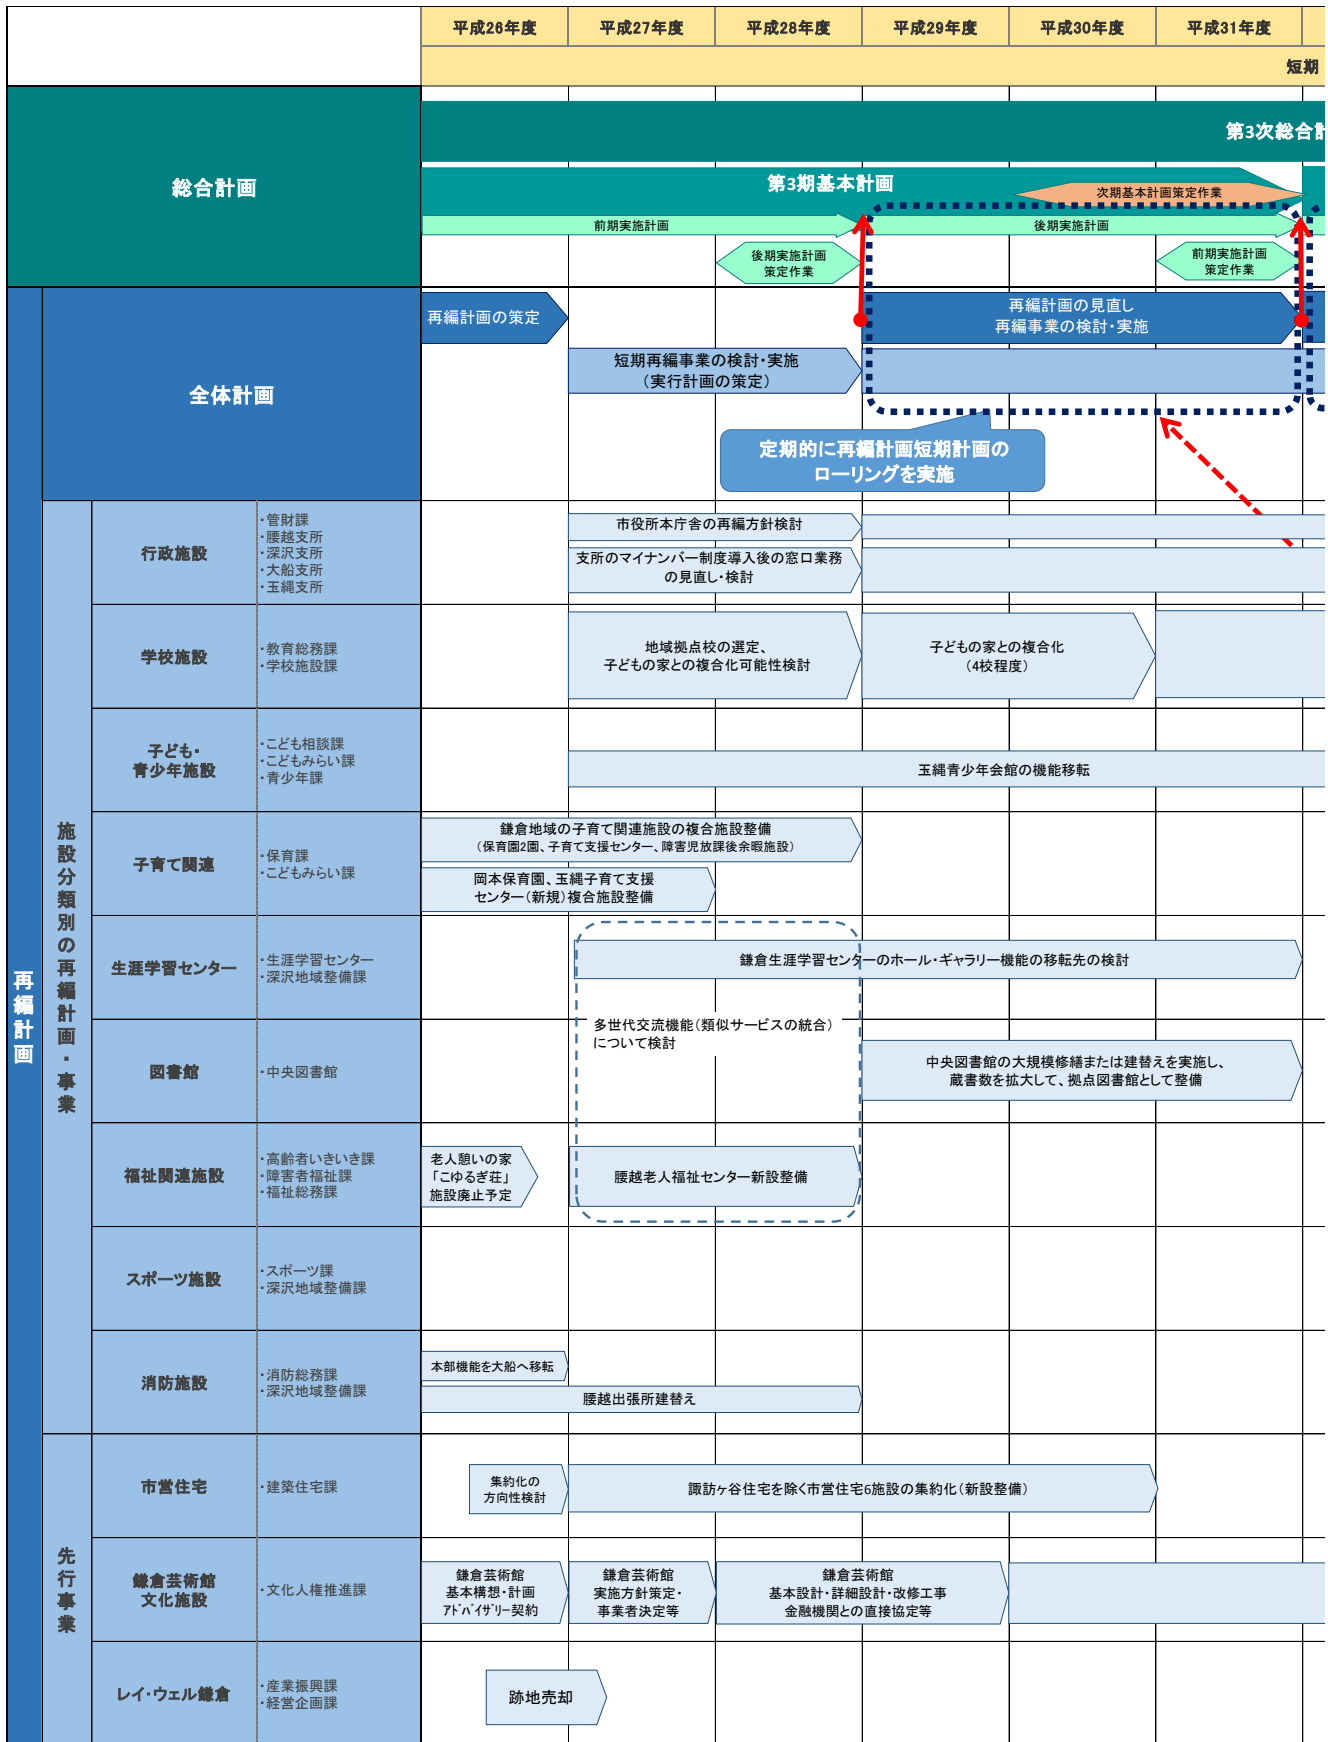 平成26年度
平成27年度
平成28年度
平成29年度
平成30年度
平成31年度
短期
総合計画
第3次総合計
第3期基本計画
次期基本計画策定作業
前期実施計画
後期実施計画
後期実施計画
策定作業
前期実施計画
策定作業
再編計画
全体計画
再編計画の策定
再編計画の見直し
再編事業の検討・実施
短期再編事業の検討・実施
（実行計画の策定）
定期的に再編計画短期計画の
ローリングを実施
施設分類別の再編計画・事業
行政施設
・管財課
・腰越支所
・深沢支所
・大船支所
・玉縄支所
市役所本庁舎の再編方針検討
支所のマイナンバー制度導入後の窓口業務
の見直し・検討
学校施設
・教育総務課
・学校施設課
地域拠点校の選定、
子どもの家との複合化可能性検討
子どもの家との複合化
（4校程度）
子ども・
青少年施設
・こども相談課
・こどもみらい課
・青少年課
玉縄青少年会館の機能移転
子育て関連
・保育課
・こどもみらい課
鎌倉地域の子育て関連施設の複合施設整備
（保育園2園、子育て支援センター、障害児放課後余暇施設）
岡本保育園、玉縄子育て支援
センター（新規）複合施設整備
生涯学習センター
・生涯学習センター
・深沢地域整備課
鎌倉生涯学習センターのホール・ギャラリー機能の移転先の検討
多世代交流機能（類似サービスの統合）
について検討
図書館
・中央図書館
中央図書館の大規模修繕または建替えを実施し、
蔵書数を拡大して、拠点図書館として整備
福祉関連施設
・高齢者いきいき課
・障害者福祉課
・福祉総務課
老人憩いの家
「こゆるぎ荘」
施設廃止予定
腰越老人福祉センター新設整備
スポーツ施設
・スポーツ課
・深沢地域整備課
消防施設
・消防総務課
・深沢地域整備課
本部機能を大船へ移転
腰越出張所建替え
先行事業
市営住宅
・建築住宅課
集約化の
方向性検討
諏訪ヶ谷住宅を除く市営住宅6施設の集約化（新設整備）
鎌倉芸術館
文化施設
・文化人権推進課
鎌倉芸術館
基本構想・計画
ｱﾄﾞﾊﾞｲｻﾞﾘｰ契約
鎌倉芸術館
実施方針策定・
事業者決定等
鎌倉芸術館
基本設計・詳細設計・改修工事
金融機関との直接協定等
レイ・ウェル鎌倉
・産業振興課
・経営企画課
跡地売却